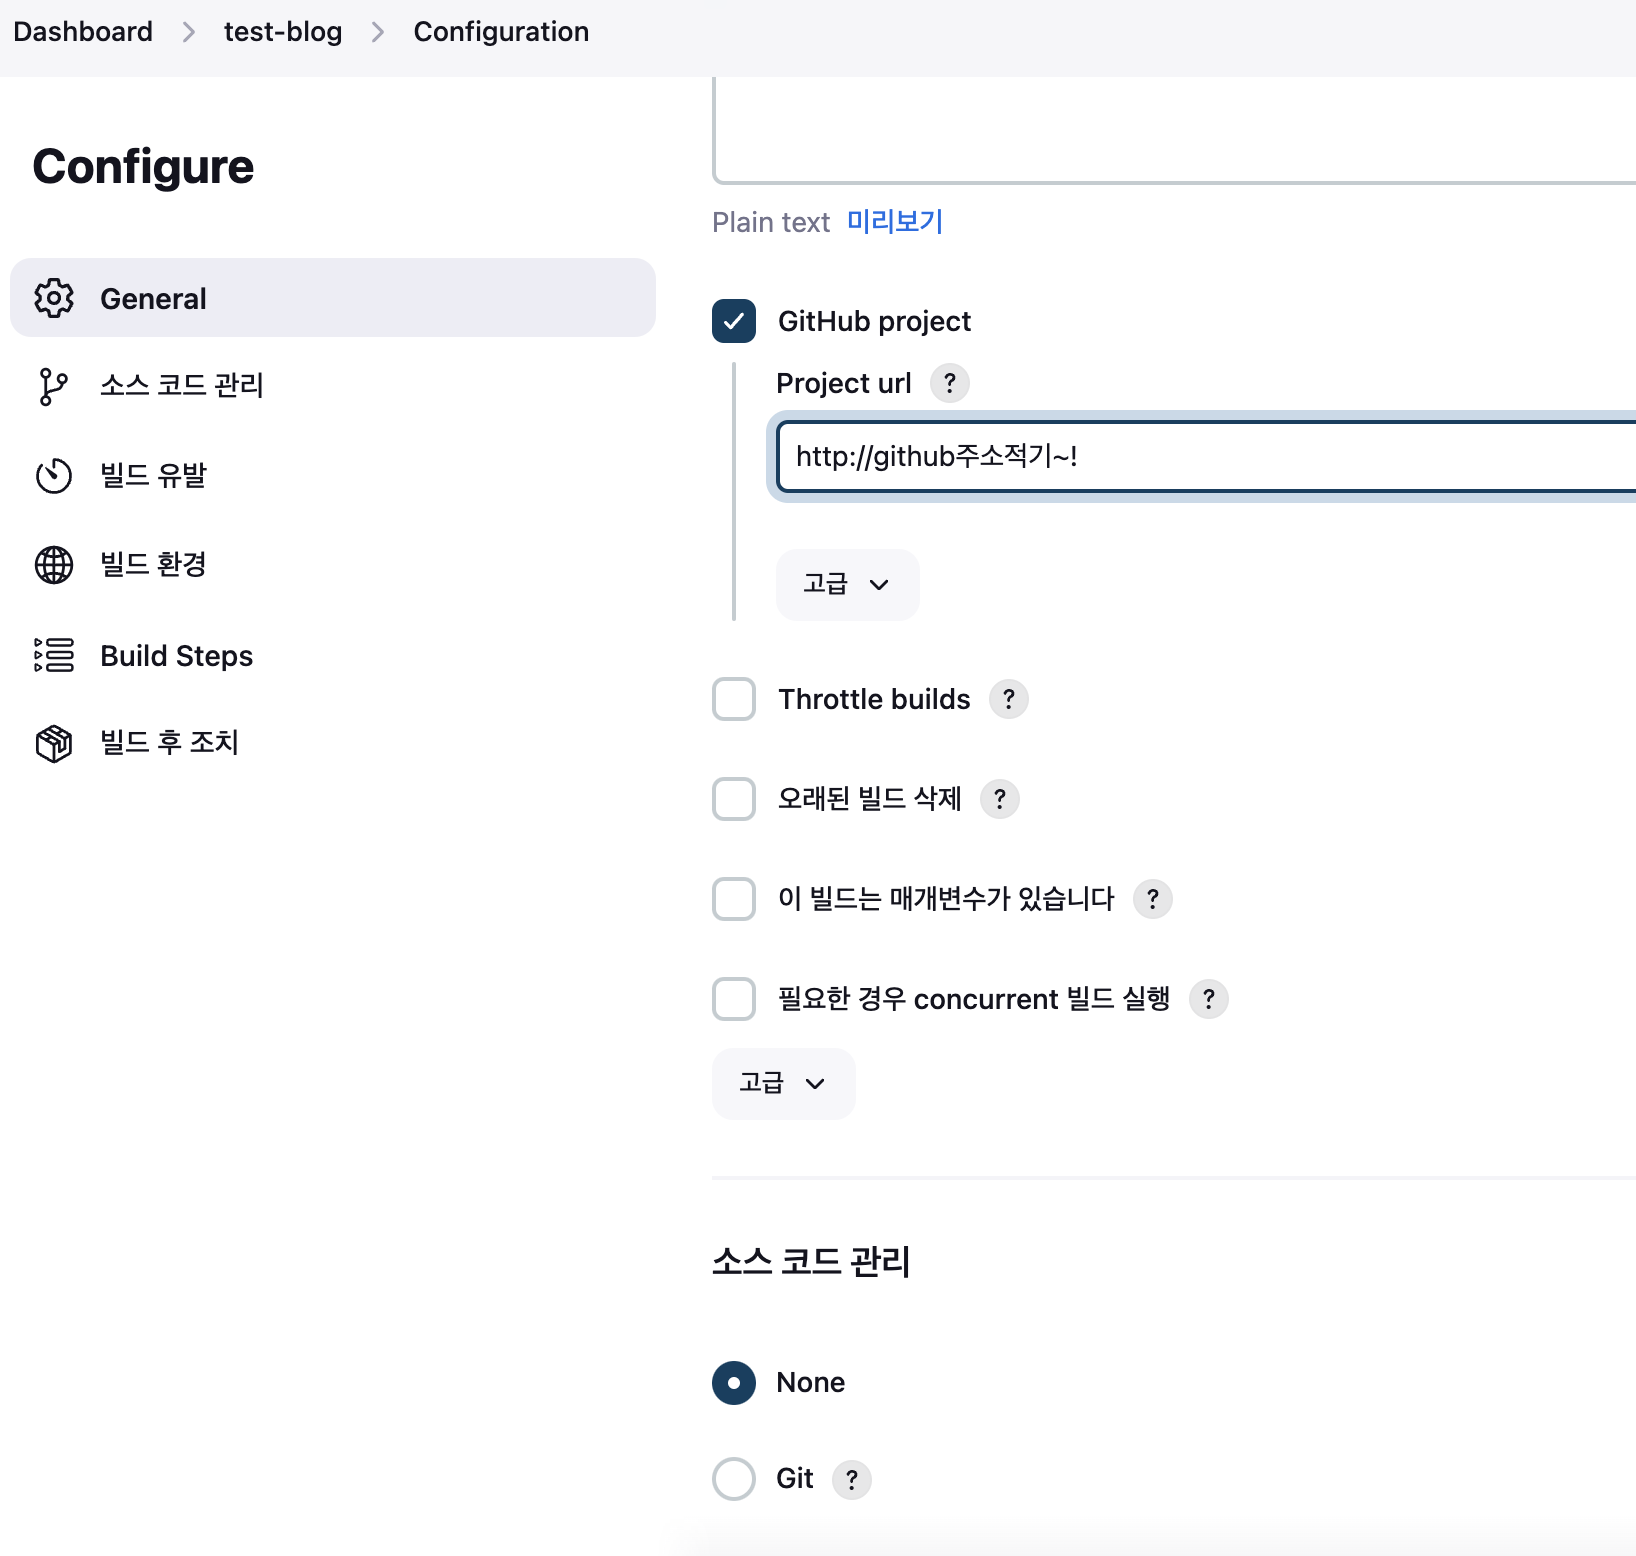 Dashboard > test-blog > Configuration
Configure
General
소스 코드 관리
빌드 유발
빌드 환경
Build Steps
빌드 후 조치
Plain text 미리보기
GitHub project
Project url ?
http://github주소적기~!
고급
Throttle builds ?
오래된 빌드 삭제 ?
이 빌드는 매개변수가 있습니다 ?
필요한 경우 concurrent 빌드 실행 ?
고급
소스 코드 관리
None
Git ?